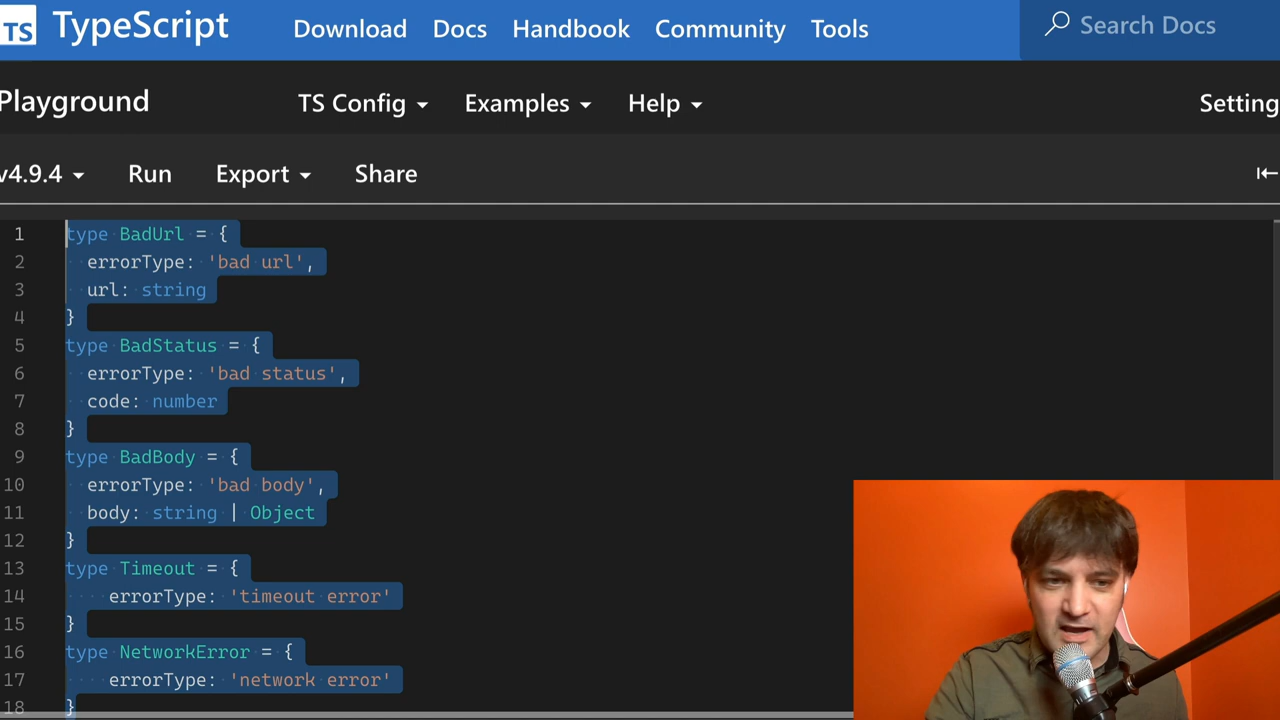 TS TypeScript Download Docs Handbook Community Tools Search Docs
Playground TS Config Examples Help Setting
v4.9.4 Run Export Share
1 type BadUrl = {
2 errorType: 'bad url',
3 url: string
4 }
5 type BadStatus = {
6 errorType: 'bad status',
7 code: number
8 }
9 type BadBody = {
10 errorType: 'bad body',
11 body: string | Object
12 }
13 type Timeout = {
14 errorType: 'timeout error'
15 }
16 type NetworkError = {
17 errorType: 'network error'
18 }